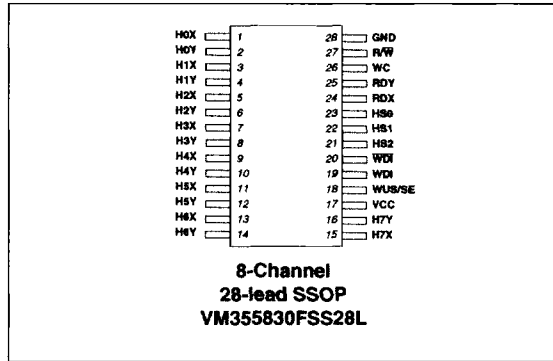 H0X 1 28 GND
H0Y 2 27 R/W̅
H1X 3 26 WC
H1Y 4 25 RDY
H2X 5 24 RDX
H2Y 6 23 HS0
H3X 7 22 HS1
H3Y 8 21 HS2
H4X 9 20 W̅D̅I̅
H4Y 10 19 WDI
H5X 11 18 WUS/SE
H5Y 12 17 VCC
H6X 13 16 H7Y
H6Y 14 15 H7X
8-Channel
28-lead SSOP
VM355830FSS28L